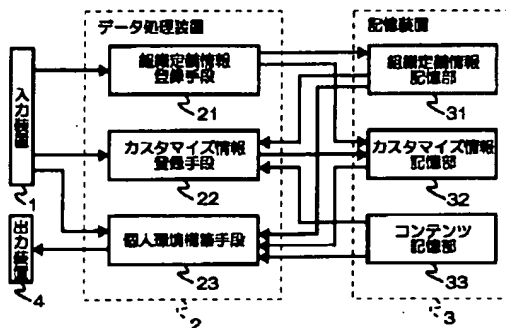 データ処理装置
記憶装置
組織定義情報
登録手段
21
組織定義情報
記憶部
31
入力装置
1
カスタマイズ情報
登録手段
22
カスタマイズ情報
記憶部
32
出力装置
4
個人環境構築手段
23
コンテンツ
記憶部
33
2
3